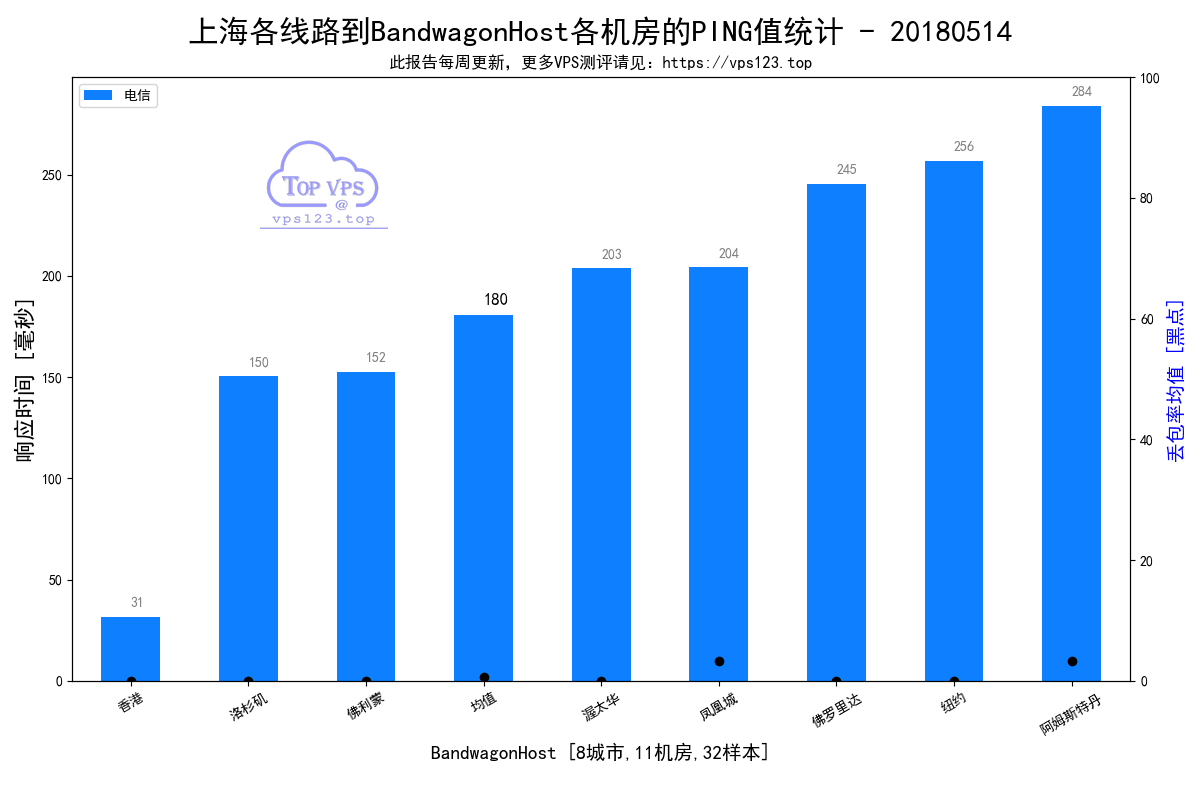 上海各线路到BandwagonHost各机房的PING值统计 - 20180514
此报告每周更新，更多VPS测评请见：https://vps123.top
电信
TOP VPS
@
vps123.top
响应时间 [毫秒]
0
50
100
150
200
250
31
150
152
180
203
204
245
256
284
0
20
40
60
80
100
丢包率均值 [黑点]
香港
洛杉矶
佛利蒙
均值
渥太华
凤凰城
佛罗里达
纽约
阿姆斯特丹
BandwagonHost [8城市,11机房,32样本]